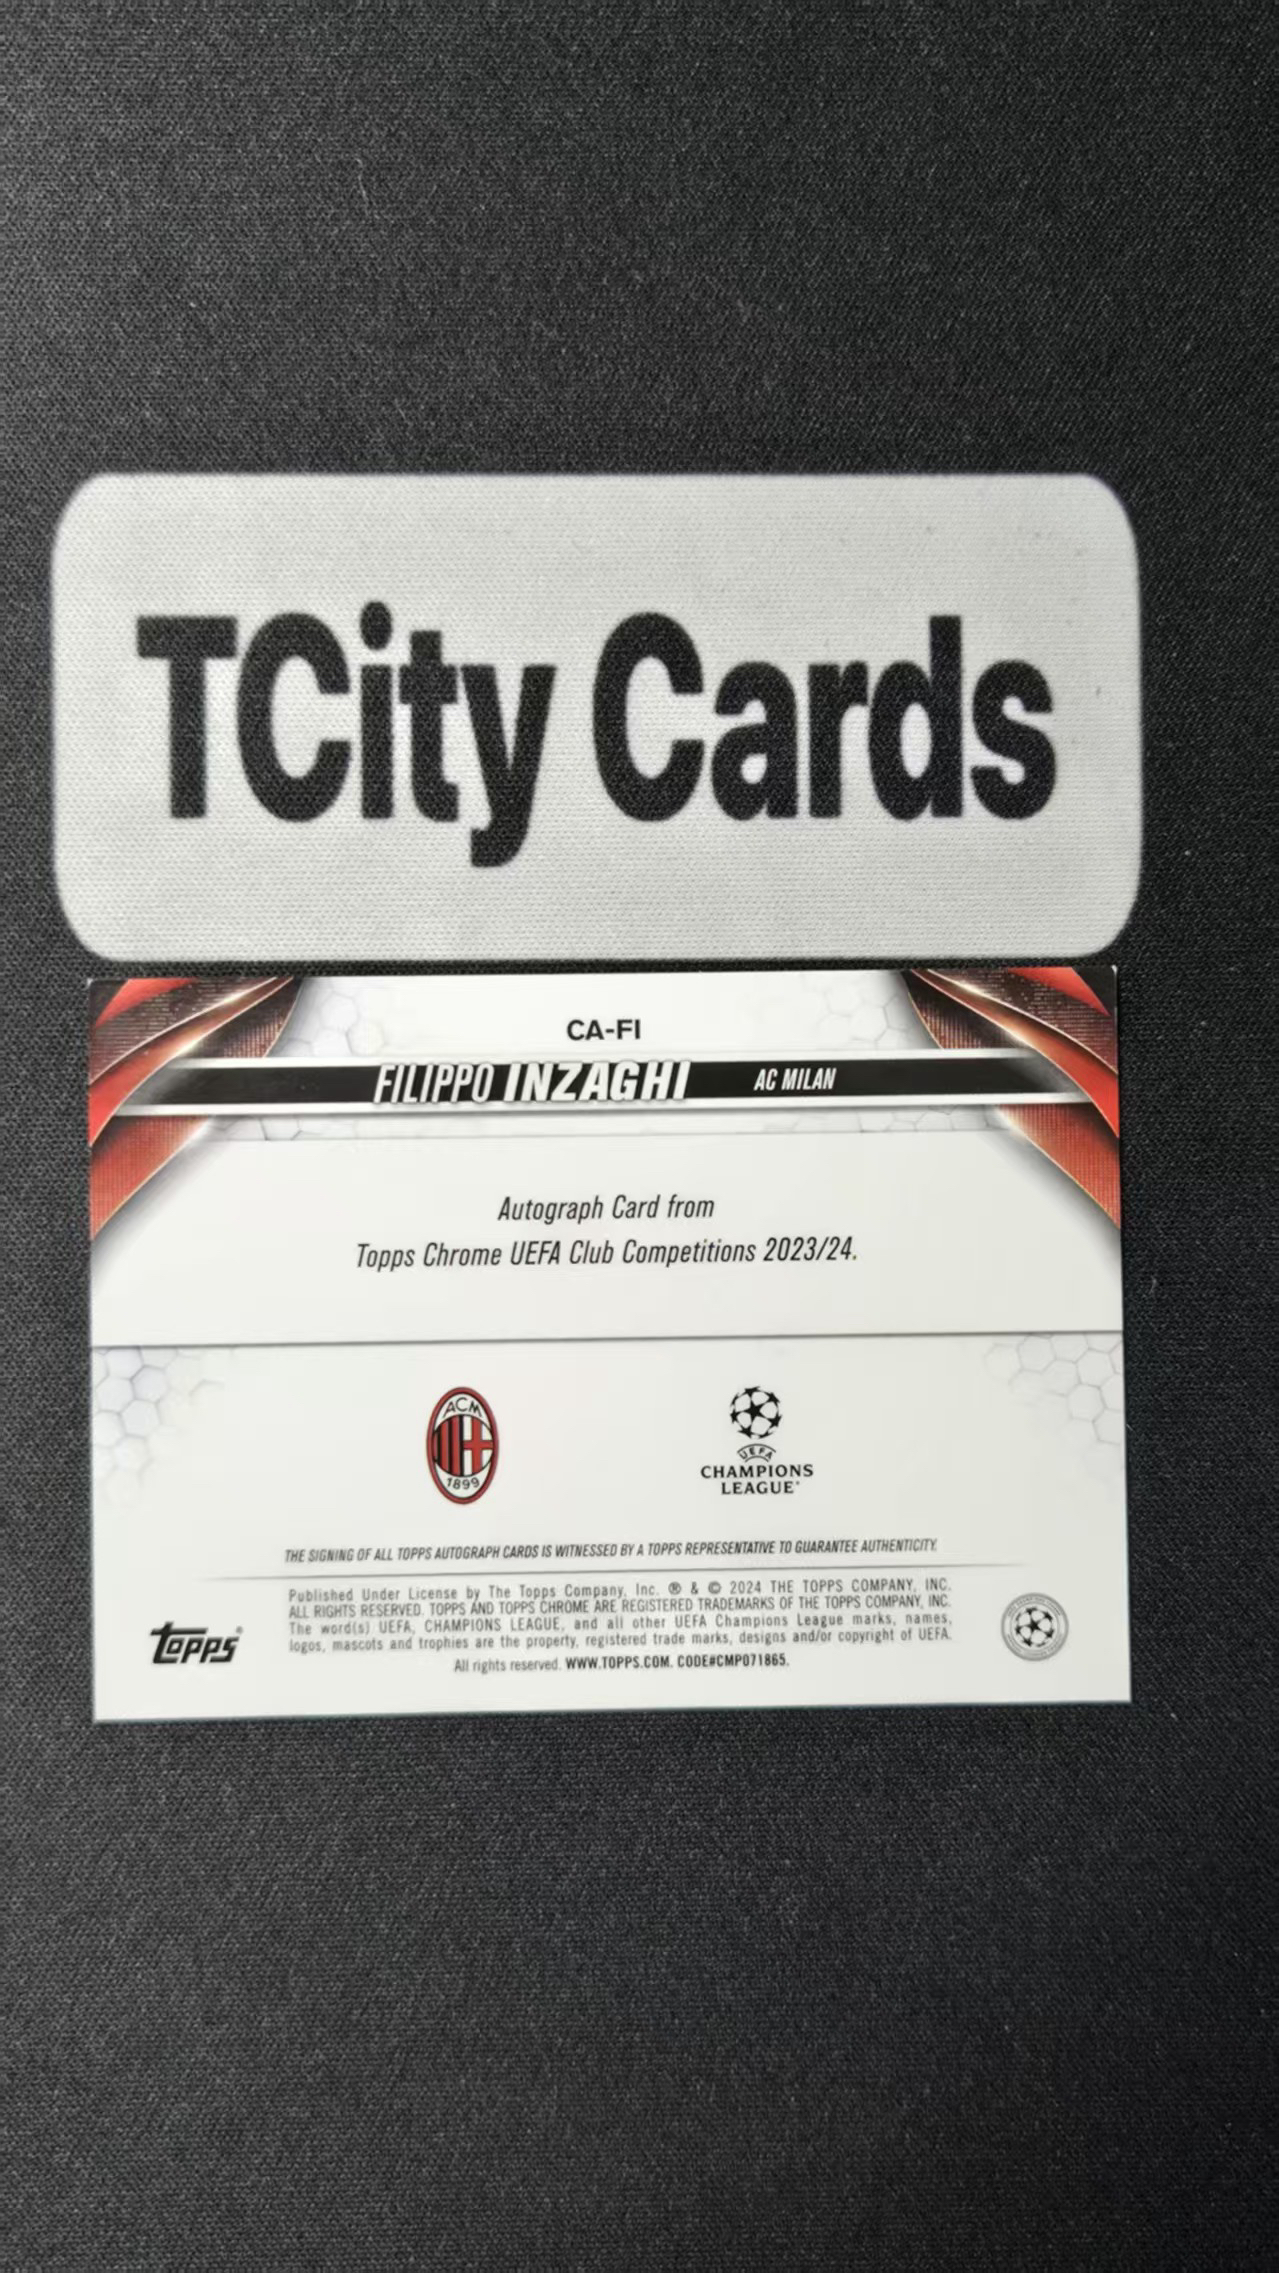 TCity Cards
CA-FI
FILIPPO INZAGHI AC MILAN
Autograph Card from
Topps Chrome UEFA Club Competitions 2023/24.
ACM
1899
UEFA
CHAMPIONS
LEAGUE
THE SIGNING OF ALL TOPPS AUTOGRAPH CARDS IS WITNESSED BY A TOPPS REPRESENTATIVE TO GUARANTEE AUTHENTICITY.
Published Under License by The Topps Company, Inc. ® & © 2024 THE TOPPS COMPANY, INC.
ALL RIGHTS RESERVED. TOPPS AND TOPPS CHROME ARE REGISTERED TRADEMARKS OF THE TOPPS COMPANY, INC.
The word(s) UEFA, CHAMPIONS LEAGUE, and all other UEFA Champions League marks, names,
logos, mascots and trophies are the property, registered trade marks, designs and/or copyright of UEFA.
All rights reserved. WWW.TOPPS.COM. CODE#CMP071865.
Topps®